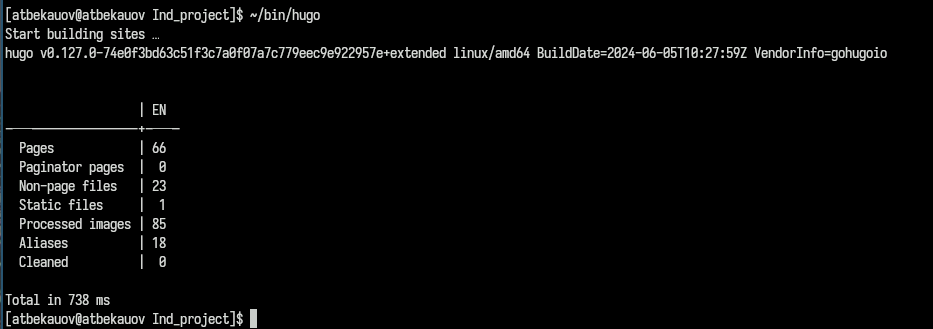 [atbekauov@atbekauov Ind_project]$ ~/bin/hugo
Start building sites …
hugo v0.127.0-74e0f3bd63c51f3c7a0f07a7c779eec9e922957e+extended linux/amd64 BuildDate=2024-06-05T10:27:59Z VendorInfo=gohugoio
                   | EN
-------------------+-----
  Pages            | 66
  Paginator pages  |  0
  Non-page files   | 23
  Static files     |  1
  Processed images | 85
  Aliases          | 18
  Cleaned          |  0
Total in 738 ms
[atbekauov@atbekauov Ind_project]$